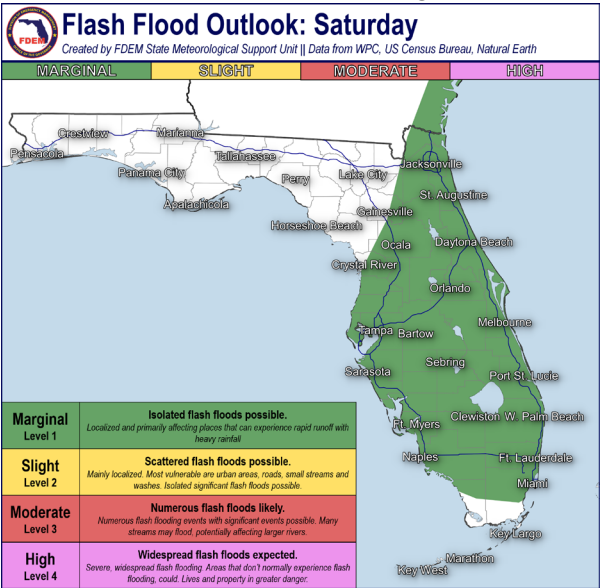 Flash Flood Outlook: Saturday
FDEM
Created by FDEM State Meteorological Support Unit || Data from WPC, US Census Bureau, Natural Earth
MARGINAL SLIGHT MODERATE HIGH
Crestview
Marianna
Pensacola
Tallahassee
Panama City
Perry
Lake City
Jacksonville
Apalachicola
St. Augustine
Gainesville
Horseshoe Beach
Ocala
Daytona Beach
Crystal River
Orlando
Tampa
Bartow
Melbourne
Sebring
Sarasota
Port St. Lucie
Ft. Myers
Clewiston
W. Palm Beach
Naples
Ft. Lauderdale
Miami
Key Largo
Marathon
Key West
Marginal
Level 1
Isolated flash floods possible.
Localized and primarily affecting places that can experience rapid runoff with
heavy rainfall
Slight
Level 2
Scattered flash floods possible.
Mainly localized. Most vulnerable are urban areas, roads, small streams and
washes. Isolated significant flash floods possible.
Moderate
Level 3
Numerous flash floods likely.
Numerous flash flooding events with significant events possible. Many
streams may flood, potentially affecting larger rivers.
High
Level 4
Widespread flash floods expected.
Severe, widespread flash flooding. Areas that don't normally experience flash
flooding, could. Lives and property in greater danger.